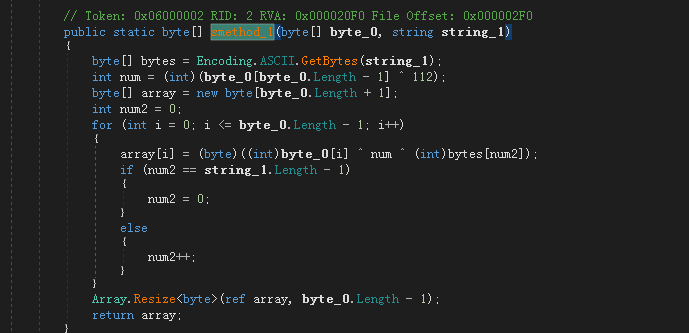 // Token: 0x06000002 RID: 2 RVA: 0x000020F0 File Offset: 0x000002F0
public static byte[] smethod_1(byte[] byte_0, string string_1)
{
byte[] bytes = Encoding.ASCII.GetBytes(string_1);
int num = (int)(byte_0[byte_0.Length - 1] ^ 112);
byte[] array = new byte[byte_0.Length + 1];
int num2 = 0;
for (int i = 0; i <= byte_0.Length - 1; i++)
{
array[i] = (byte)((int)byte_0[i] ^ num ^ (int)bytes[num2]);
if (num2 == string_1.Length - 1)
{
num2 = 0;
}
else
{
num2++;
}
}
Array.Resize<byte>(ref array, byte_0.Length - 1);
return array;
}